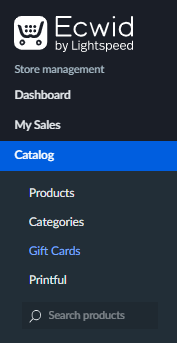 Ecwid
by Lightspeed
Store management
Dashboard
My Sales
Catalog
Products
Categories
Gift Cards
Printful
Search products